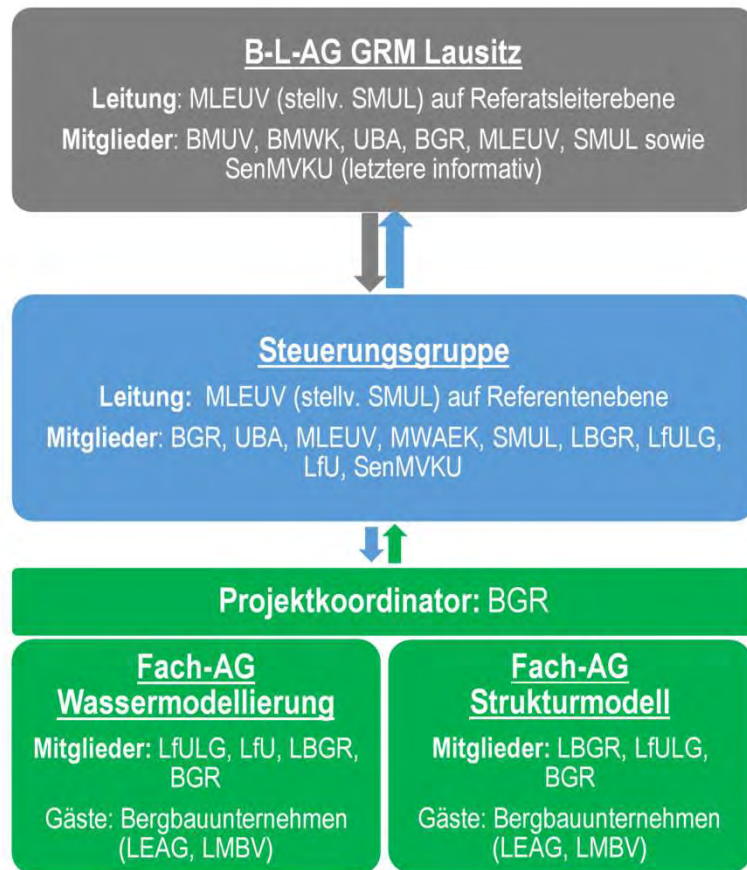 B-L-AG GRM Lausitz
Leitung: MLEUV (stellv. SMUL) auf Referatsleiterebene
Mitglieder: BMUV, BMWK, UBA, BGR, MLEUV, SMUL sowie
SenMVKU (letztere informativ)
Steuerungsgruppe
Leitung: MLEUV (stellv. SMUL) auf Referentenebene
Mitglieder: BGR, UBA, MLEUV, MWAEK, SMUL, LBGR, LfULG,
LfU, SenMVKU
Projektkoordinator: BGR
Fach-AG
Wassermodellierung
Mitglieder: LfULG, LfU, LBGR,
BGR
Gäste: Bergbauunternehmen
(LEAG, LMBV)
Fach-AG
Strukturmodell
Mitglieder: LBGR, LfULG,
BGR
Gäste: Bergbauunternehmen
(LEAG, LMBV)